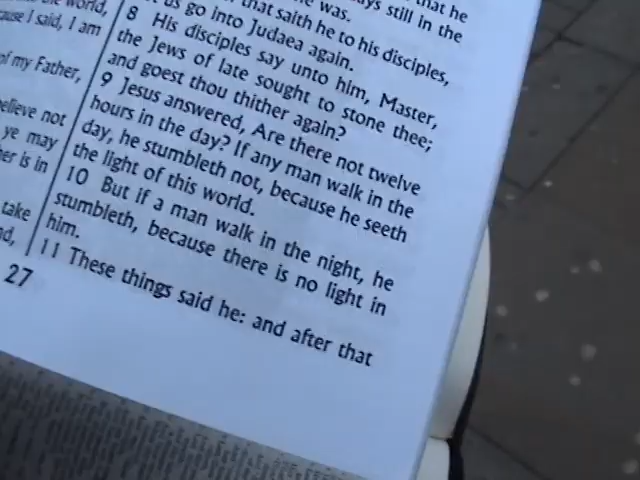 world,
cause I said, I am
of my Father,
believe not
ye may
her is in
take
27
that he
still in the
he was.
that saith he to his disciples,
us go into Judaea again.
8 His disciples say unto him, Master,
the Jews of late sought to stone thee;
and goest thou thither again?
9 Jesus answered, Are there not twelve
hours in the day? If any man walk in the
day, he stumbleth not, because he seeth
the light of this world.
10 But if a man walk in the night, he
stumbleth, because there is no light in
him.
11 These things said he: and after that